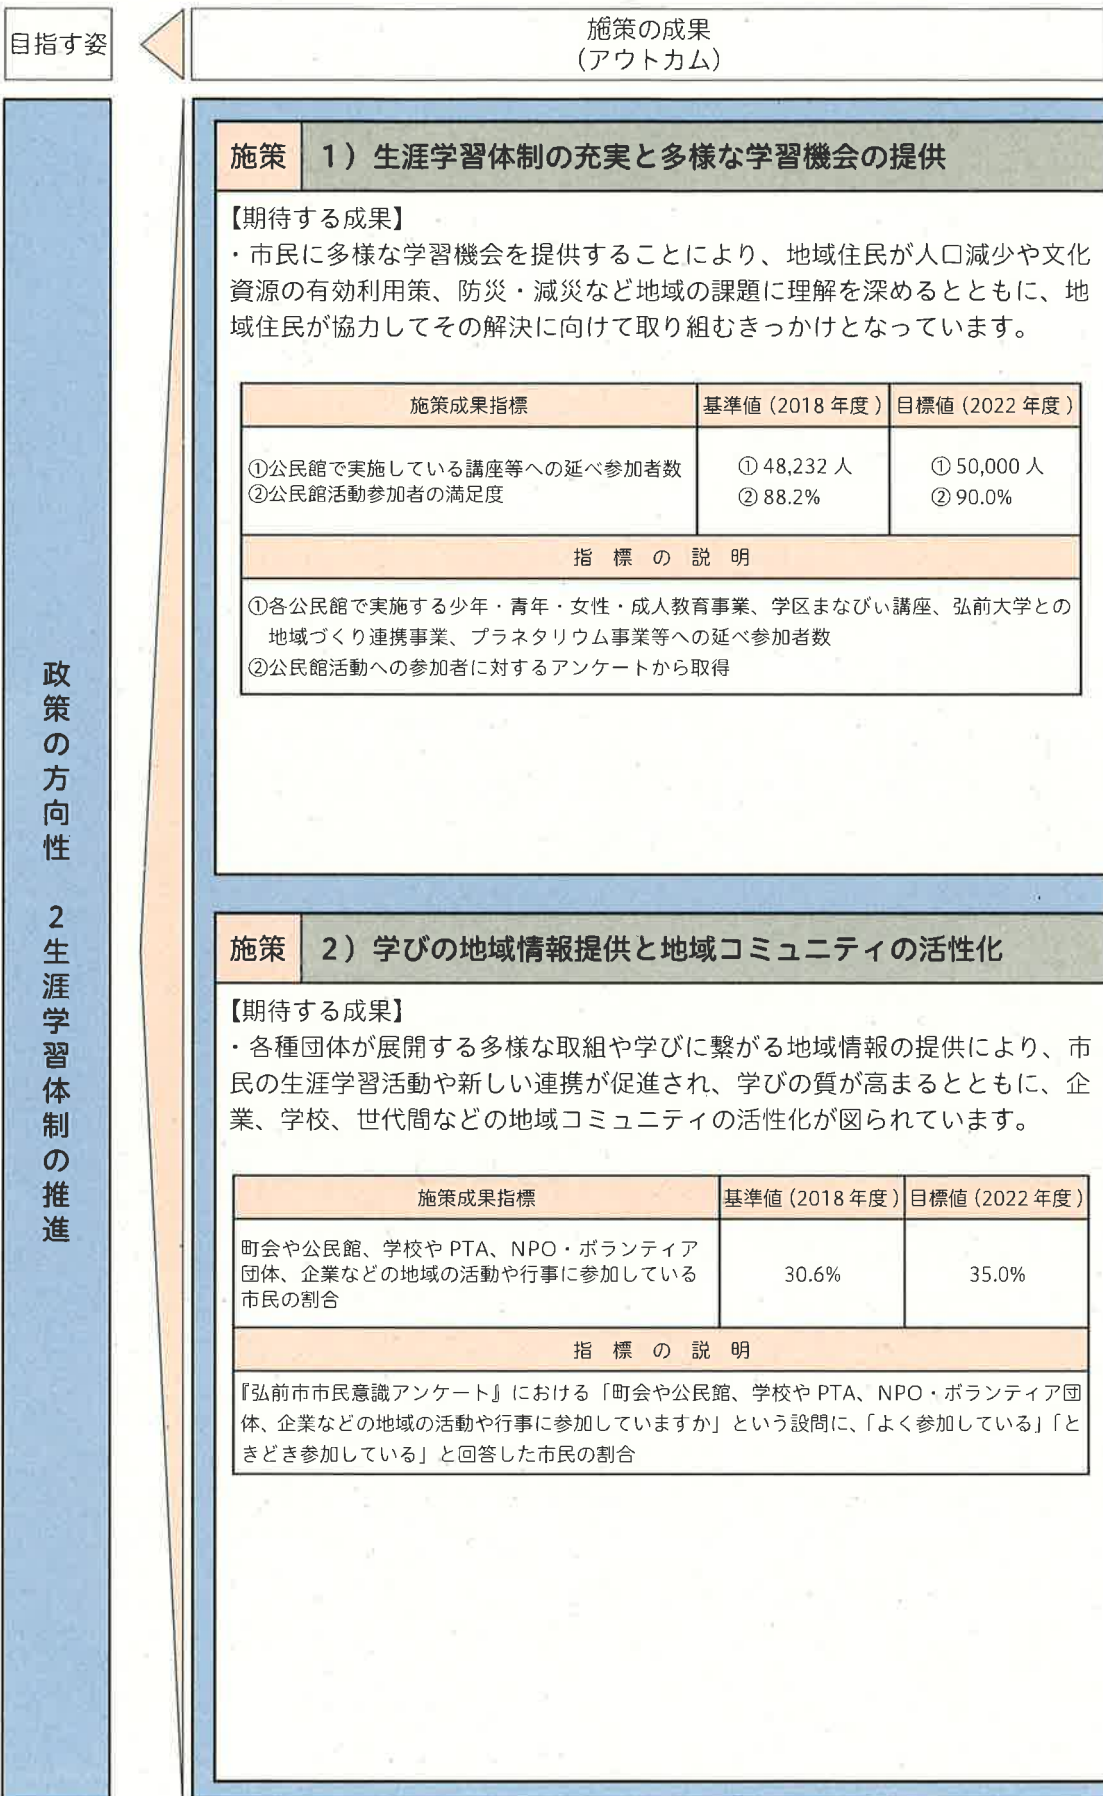 目指す姿
施策の成果
(アウトカム)
政策の方向性 2生涯学習体制の推進
施策 1）生涯学習体制の充実と多様な学習機会の提供
【期待する成果】
・市民に多様な学習機会を提供することにより、地域住民が人口減少や文化
資源の有効利用策、防災・減災など地域の課題に理解を深めるとともに、地
域住民が協力してその解決に向けて取り組むきっかけとなっています。
施策成果指標 基準値（2018年度） 目標値（2022年度）
①公民館で実施している講座等への延べ参加者数 ①48,232人 ①50,000人
②公民館活動参加者の満足度 ②88.2% ②90.0%
指標の説明
①各公民館で実施する少年・青年・女性・成人教育事業、学区まなびぃ講座、弘前大学との
地域づくり連携事業、プラネタリウム事業等への延べ参加者数
②公民館活動への参加者に対するアンケートから取得
施策 2）学びの地域情報提供と地域コミュニティの活性化
【期待する成果】
・各種団体が展開する多様な取組や学びに繋がる地域情報の提供により、市
民の生涯学習活動や新しい連携が促進され、学びの質が高まるとともに、企
業、学校、世代間などの地域コミュニティの活性化が図られています。
施策成果指標 基準値（2018年度） 目標値（2022年度）
町会や公民館、学校や PTA、NPO・ボランティア
団体、企業などの地域の活動や行事に参加している
市民の割合
30.6% 35.0%
指標の説明
『弘前市市民意識アンケート』における「町会や公民館、学校や PTA、NPO・ボランティア団
体、企業などの地域の活動や行事に参加していますか」という設問に、「よく参加している」「と
きどき参加している」と回答した市民の割合